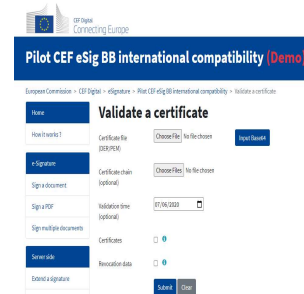 CEF Digital
Connecting Europe
Pilot CEF eSig BB international compatibility (Demo)
European Commission > CEF Digital > eSignature > Pilot CEF eSig BB international compatibility > Validate a certificate
Home
How it works ?
e-Signature
Sign a document
Sign a PDF
Sign multiple documents
Server side
Extend a signature
Validate a certificate
Certificate file
(DER/PEM)
Choose File No file chosen
Input Base64
Certificate chain
(optional)
Choose Files No file chosen
Validation time
(optional)
07/06/2020
Certificates
Revocation data
Submit Clear